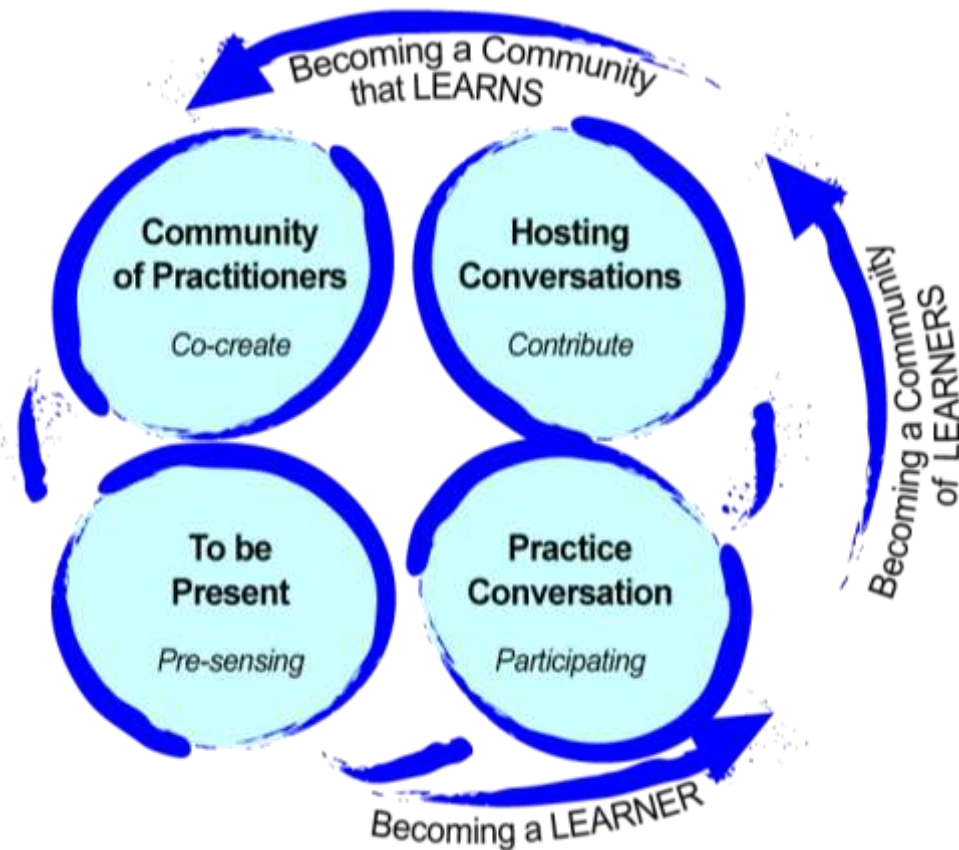 Becoming a Community
that LEARNS
Community
of Practitioners
Co-create
Hosting
Conversations
Contribute
Becoming a Community
of LEARNERS
To be
Present
Pre-sensing
Practice
Conversation
Participating
Becoming a LEARNER